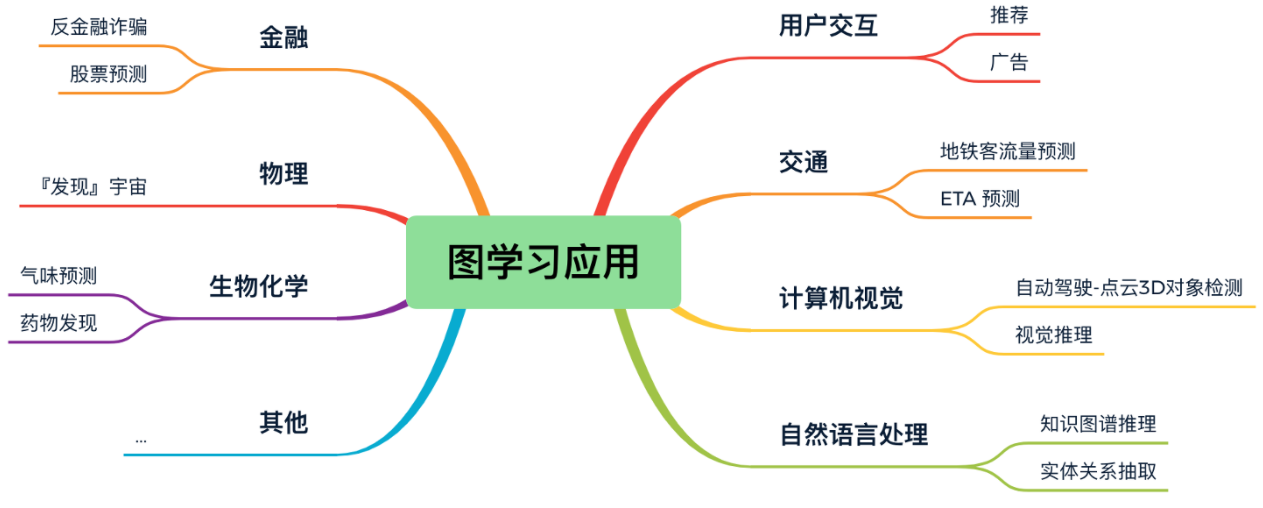 图学习应用
用户交互
推荐
广告
交通
地铁客流量预测
ETA 预测
计算机视觉
自动驾驶-点云3D对象检测
视觉推理
自然语言处理
知识图谱推理
实体关系抽取
金融
反金融诈骗
股票预测
物理
『发现』宇宙
生物化学
气味预测
药物发现
其他
...